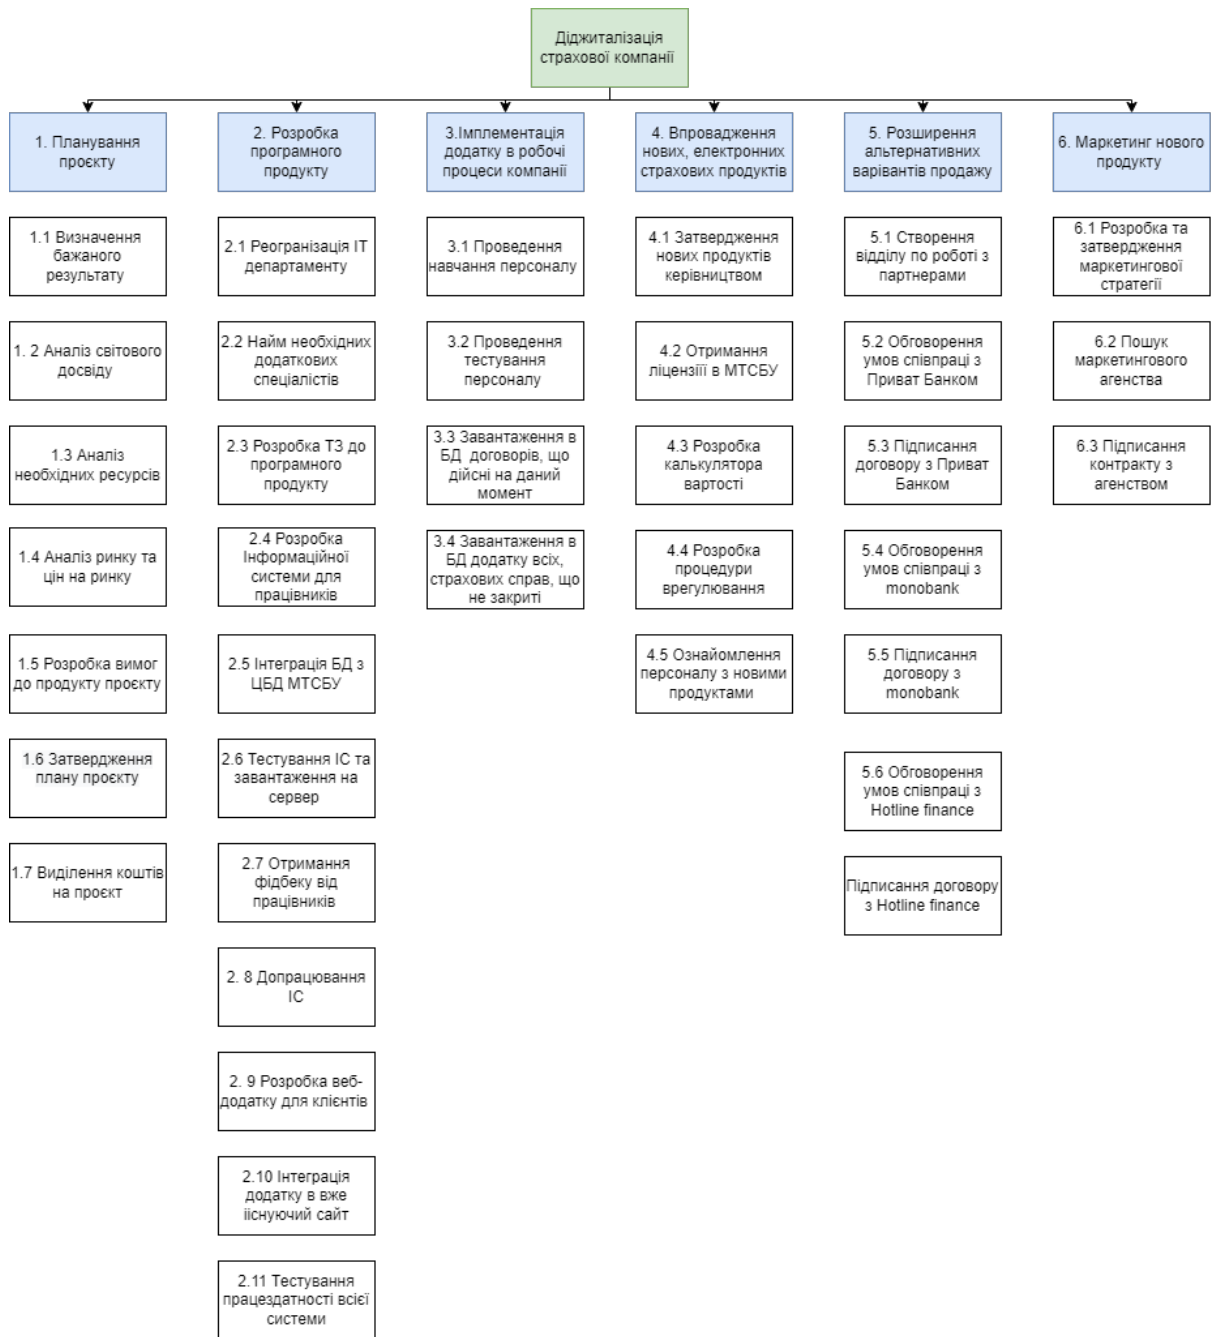 Діджиталізація
страхової компанії
1. Планування
проєкту
2. Розробка
програмного
продукту
3.Імплементація
додатку в робочі
процеси компанії
4. Впровадження
нових, електронних
страхових продуктів
5. Розширення
альтернативних
варівантів продажу
6. Маркетинг нового
продукту
1.1 Визначення
бажаного
результату
2.1 Реогранізація ІТ
департаменту
3.1 Проведення
навчання персоналу
4.1 Затвердження
нових продуктів
керівництвом
5.1 Створення
відділу по роботі з
партнерами
6.1 Розробка та
затвердження
маркетингової
стратегії
1. 2 Аналіз світового
досвіду
2.2 Найм необхідних
додаткових
спеціалістів
3.2 Проведення
тестування
персоналу
4.2 Отримання
ліцензіїї в МТСБУ
5.2 Обговорення
умов співпраці з
Приват Банком
6.2 Пошук
маркетингового
агенства
1.3 Аналіз
необхідних ресурсів
2.3 Розробка ТЗ до
програмного
продукту
3.3 Завантаження в
БД договорів, що
дійсні на даний
момент
4.3 Розробка
калькулятора
вартості
5.3 Підписання
договору з Приват
Банком
6.3 Підписання
контракту з
агенством
1.4 Аналіз ринку та
цін на ринку
2.4 Розробка
Інформаційної
системи для
працівників
3.4 Завантаження в
БД додатку всіх,
страхових справ, що
не закриті
4.4 Розробка
процедури
врегулювання
5.4 Обговорення
умов співпраці з
monobank
1.5 Розробка вимог
до продукту проєкту
2.5 Інтеграція БД з
ЦБД МТСБУ
4.5 Ознайомлення
персоналу з новими
продуктами
5.5 Підписання
договору з
monobank
1.6 Затвердження
плану проєкту
2.6 Тестування ІС та
завантаження на
сервер
5.6 Обговорення
умов співпраці з
Hotline finance
1.7 Виділення коштів
на проєкт
2.7 Отримання
фідбеку від
працівників
Підписання договору
з Hotline finance
2. 8 Допрацювання
ІС
2. 9 Розробка веб-
додатку для клієнтів
2.10 Інтеграція
додатку в вже
ііснуючий сайт
2.11 Тестування
працездатності всієї
системи